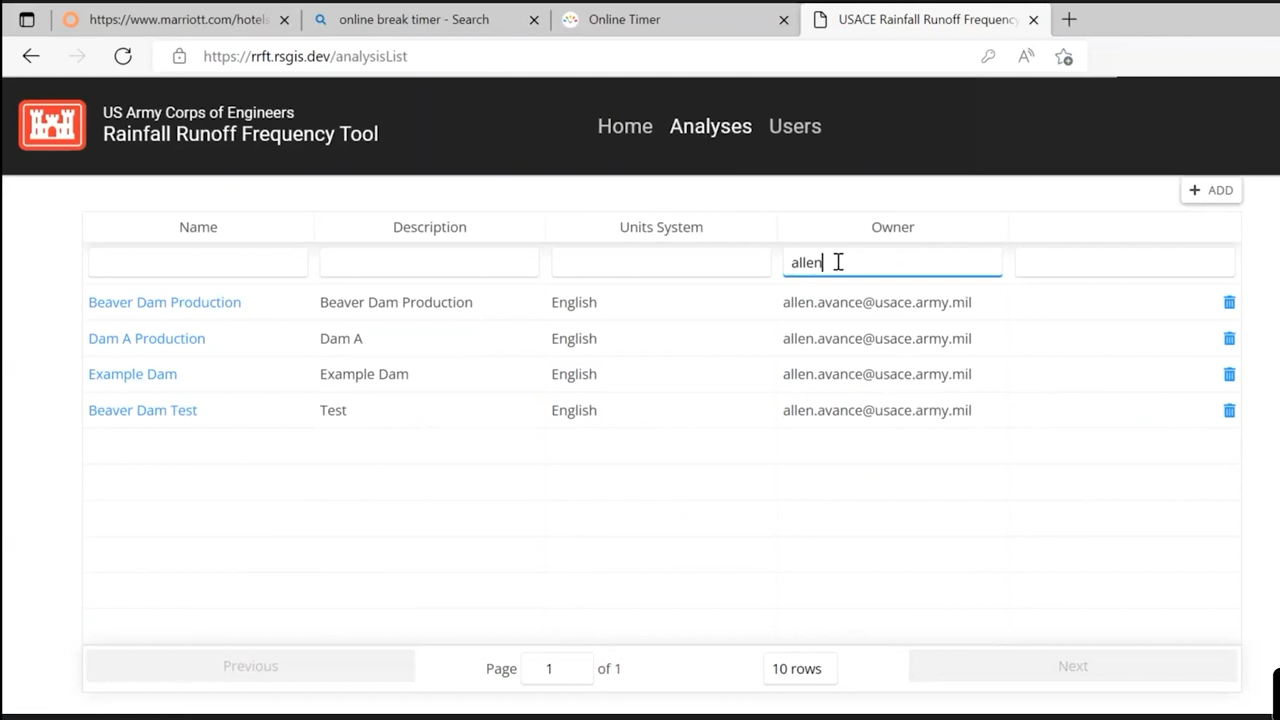 https://www.marriott.com/hotels
online break timer - Search
Online Timer
USACE Rainfall Runoff Frequency
https://rrft.rsgis.dev/analysisList
US Army Corps of Engineers
Rainfall Runoff Frequency Tool
Home Analyses Users
+ ADD
Name Description Units System Owner
allen
Beaver Dam Production Beaver Dam Production English allen.avance@usace.army.mil
Dam A Production Dam A English allen.avance@usace.army.mil
Example Dam Example Dam English allen.avance@usace.army.mil
Beaver Dam Test Test English allen.avance@usace.army.mil
Previous Page 1 of 1 10 rows Next